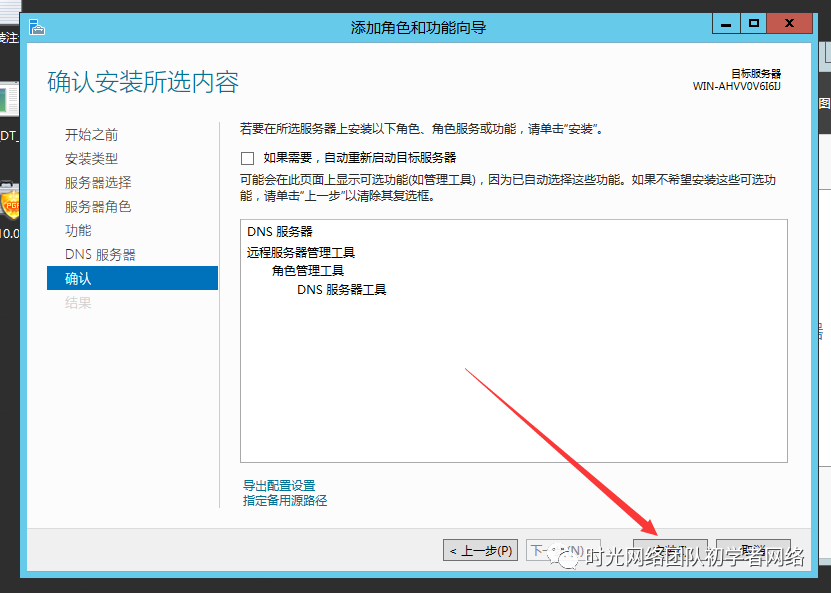 添加角色和功能向导
X
装注
确认安装所选内容
目标服务器
WIN-AHVV0V6I6IJ
图
开始之前
安装类型
服务器选择
服务器角色
功能
DNS 服务器
确认
结果
若要在所选服务器上安装以下角色、角色服务或功能，请单击“安装”。
如果需要，自动重新启动目标服务器
可能会在此页面上显示可选功能(如管理工具)，因为已自动选择这些功能。如果不希望安装这些可选功
能，请单击“上一步”以清除其复选框。
DNS 服务器
远程服务器管理工具
角色管理工具
DNS 服务器工具
_DT_
10.0
导出配置设置
指定备用源路径
< 上一步(P)
取消
时光网络团队初学者网络